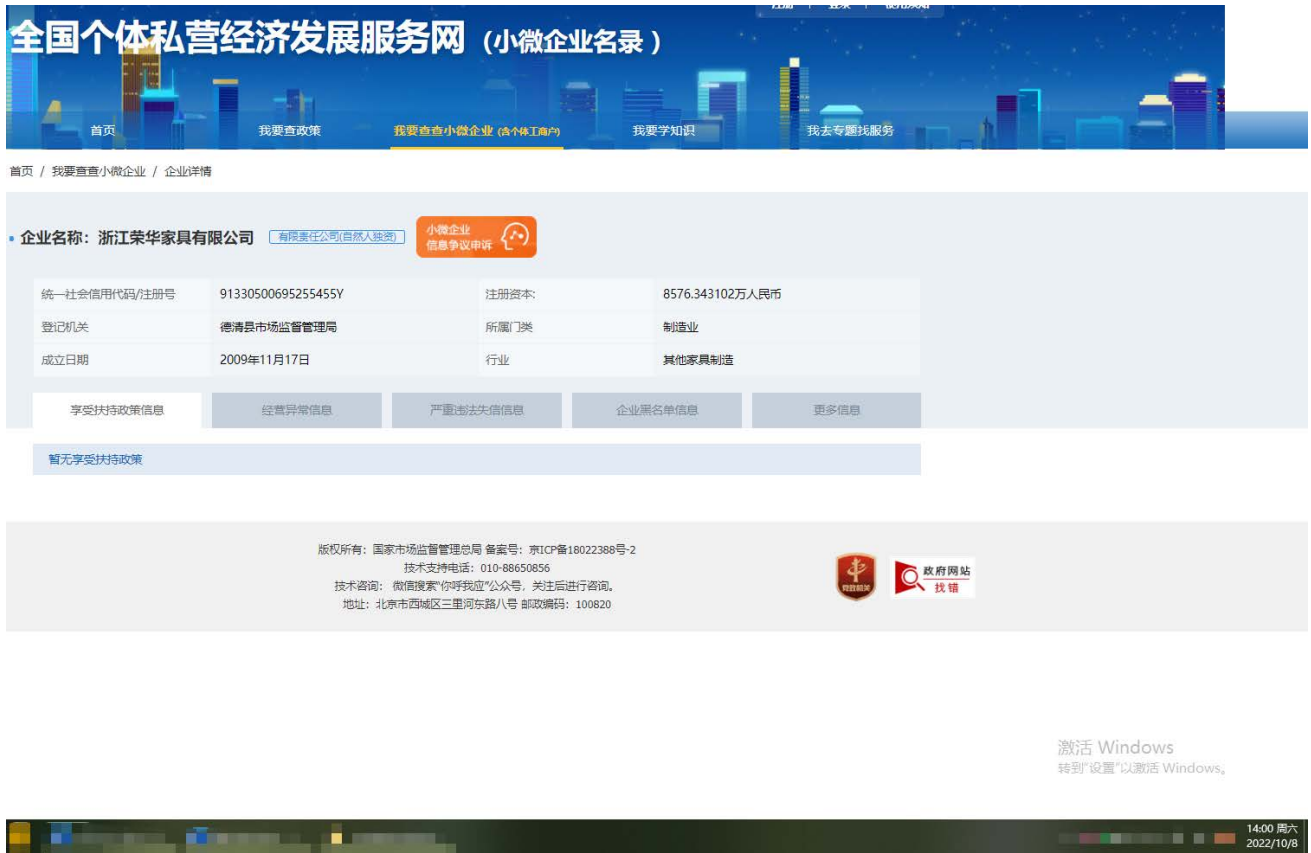 全国个体私营经济发展服务网 (小微企业名录)
首页 我要查政策 我要查查小微企业 (含个体工商户) 我要学知识 我去专题找服务
首页 / 我要查查小微企业 / 企业详情
企业名称：浙江荣华家具有限公司 有限责任公司(自然人独资) 小微企业
信息争议申诉
统一社会信用代码/注册号 91330500695255455Y 注册资本: 8576.343102万人民币
登记机关 德清县市场监督管理局 所属门类 制造业
成立日期 2009年11月17日 行业 其他家具制造
享受扶持政策信息 经营异常信息 严重违法失信信息 企业黑名单信息 更多信息
暂无享受扶持政策
版权所有：国家市场监督管理总局 备案号：京ICP备18022388号-2
技术支持电话：010-88650856
技术咨询： 微信搜索“你呼我应”公众号，关注后进行咨询。
地址：北京市西城区三里河东路八号 邮政编码：100820
党政机关
政府网站
找错
激活 Windows
转到“设置”以激活 Windows。
14:00 周六
2022/10/8